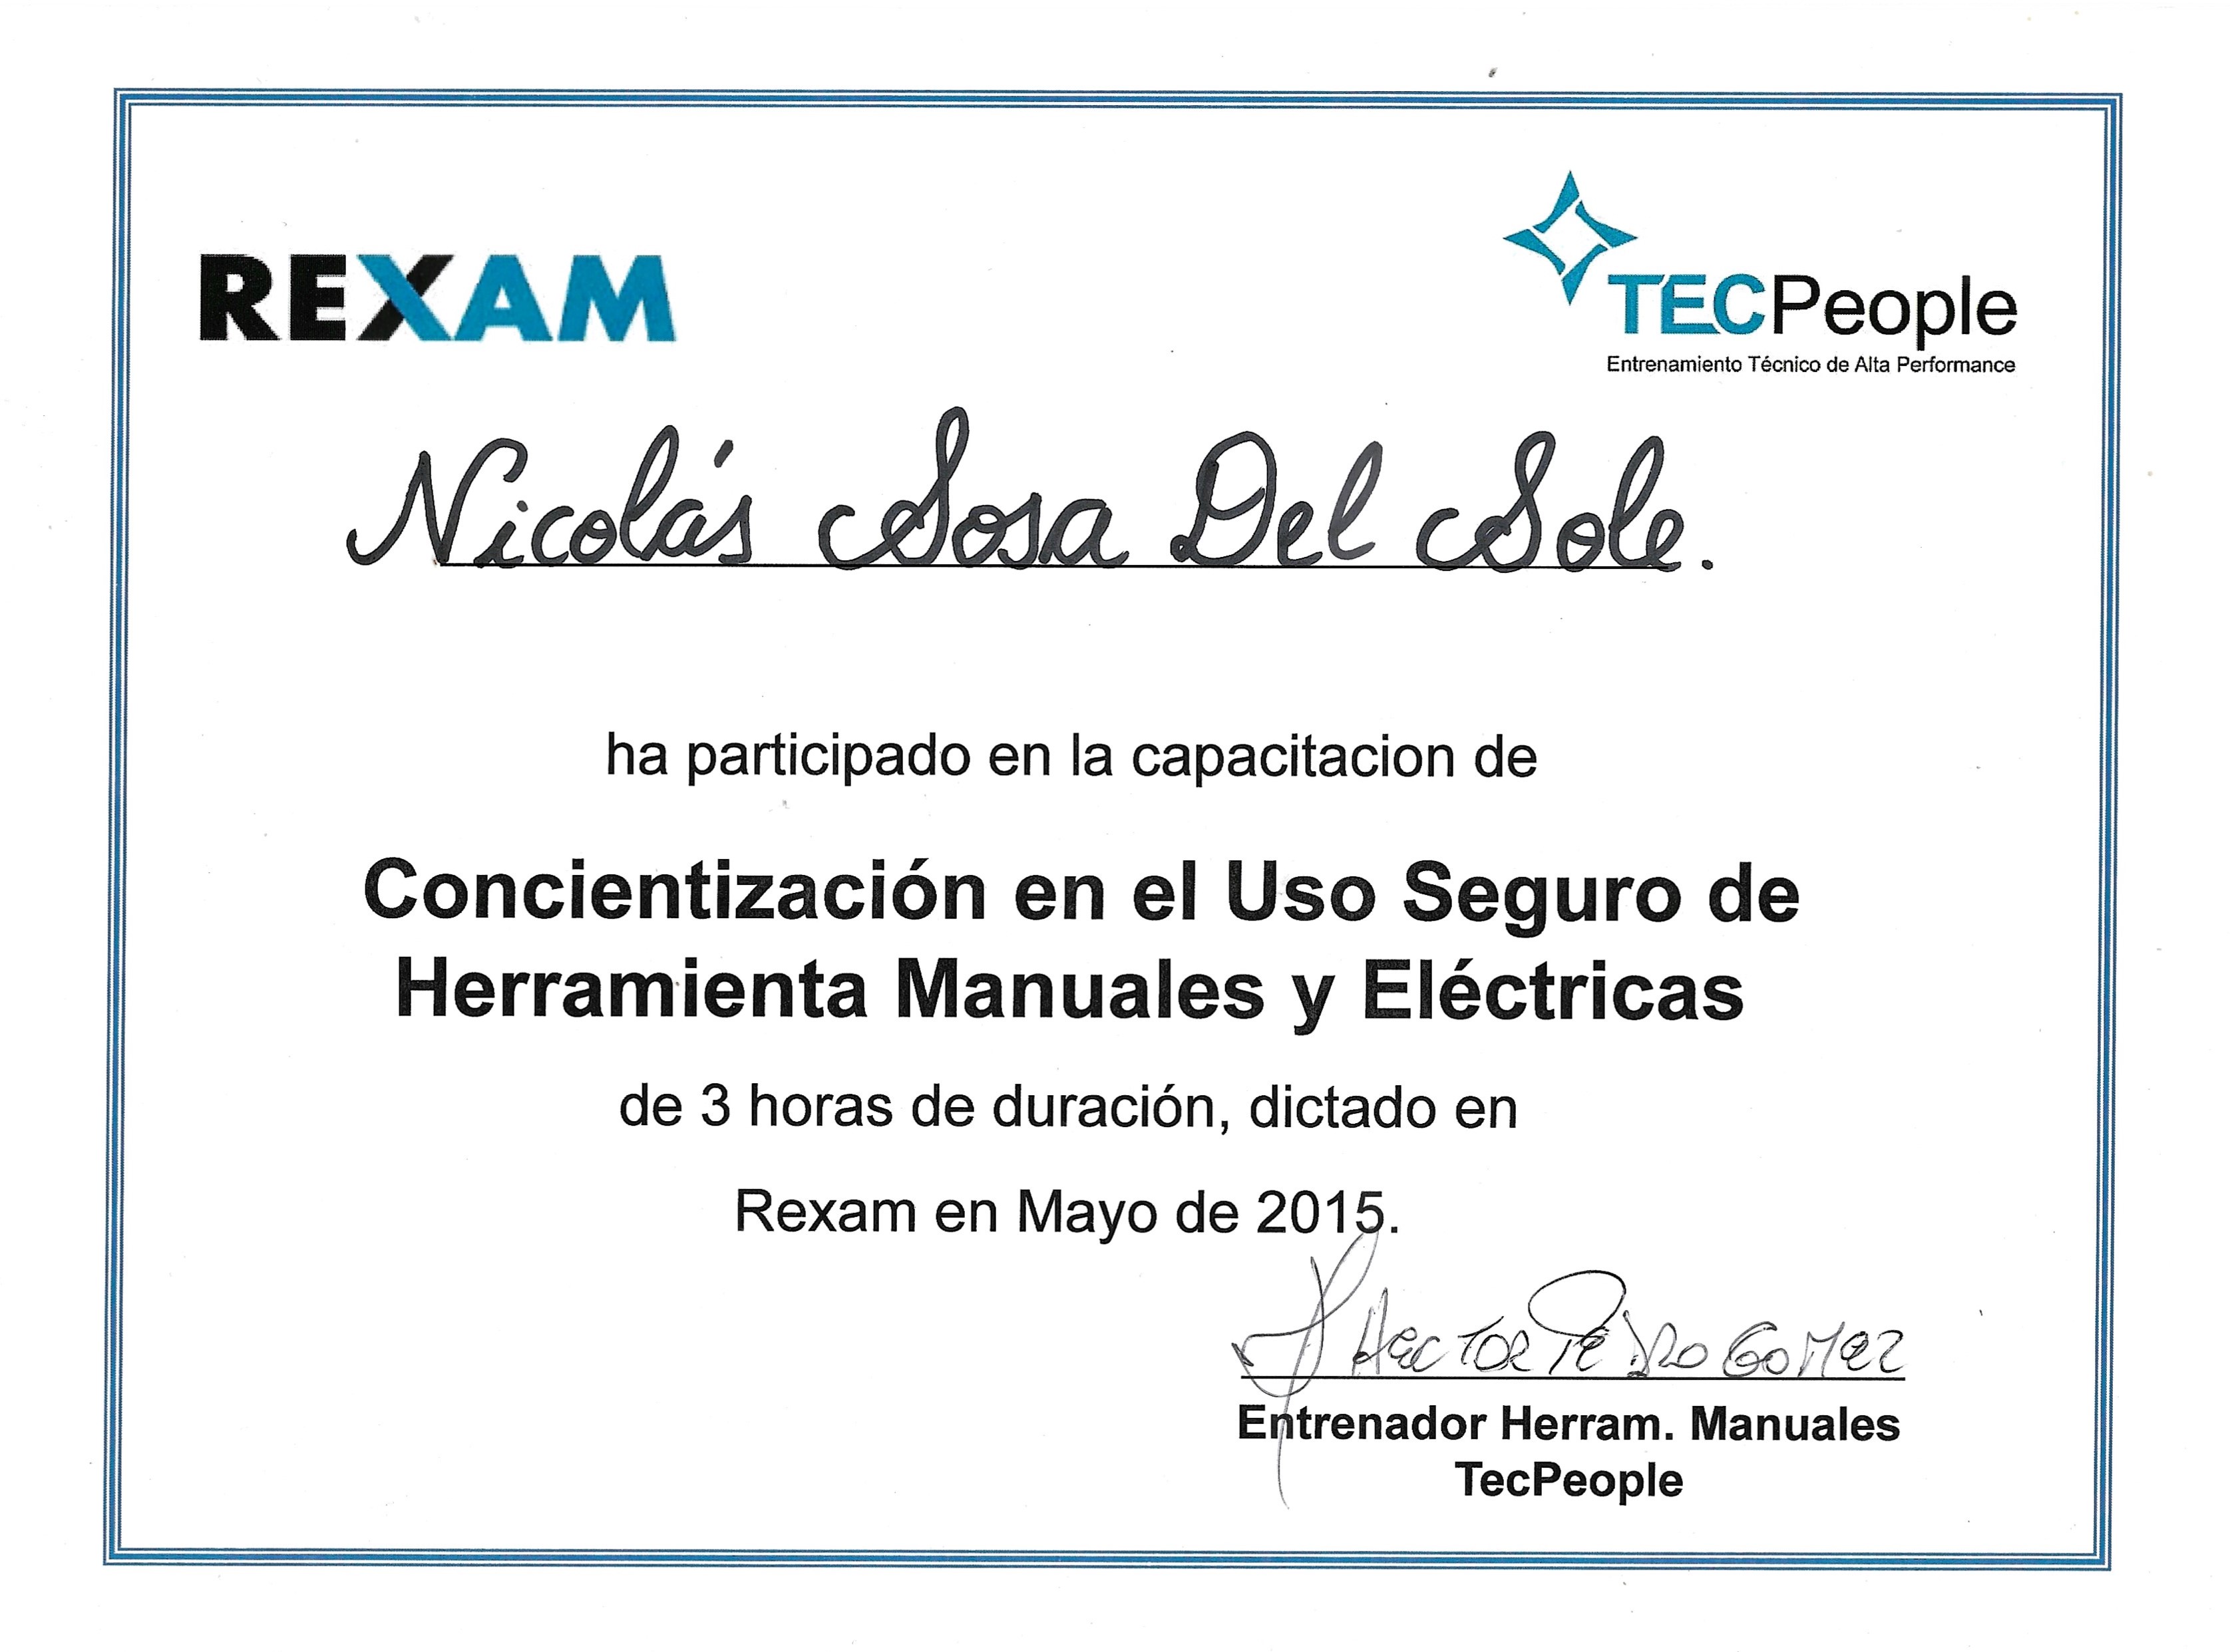 REXAM
TECPeople
Entrenamiento Técnico de Alta Performance
Nicolás Sosa Del Sole.
ha participado en la capacitacion de
Concientización en el Uso Seguro de
Herramienta Manuales y Eléctricas
de 3 horas de duración, dictado en
Rexam en Mayo de 2015.
Hector Pedro Gomez
Entrenador Herram. Manuales
TecPeople